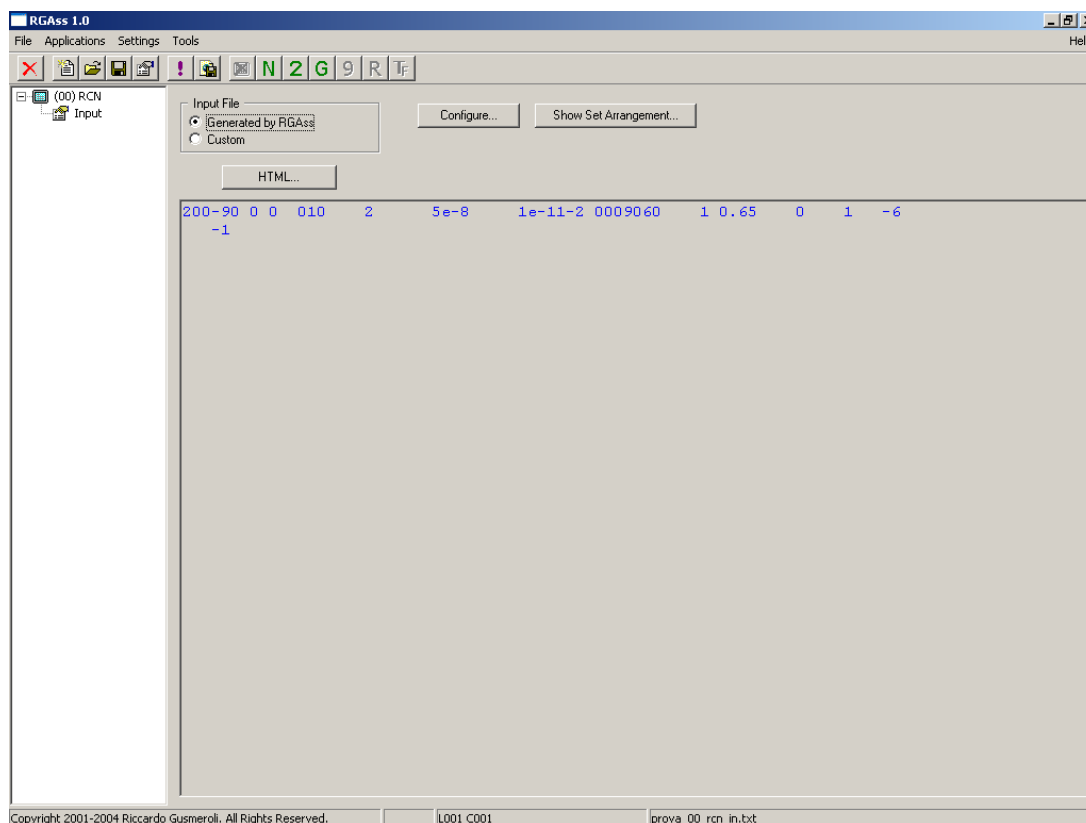 RGAss 1.0
File Applications Settings Tools Hel
N 2 G 9 R TF
(00) RCN
Input
Input File
Generated by RGAss
Custom
Configure...
Show Set Arrangement...
HTML...
200-90 0 0 010 2 5e-8 1e-11-2 0009060 1 0.65 0 1 -6
-1
Copyright 2001-2004 Riccardo Gusmeroli. All Rights Reserved. L001 C001 prova_00_rcn_in.txt